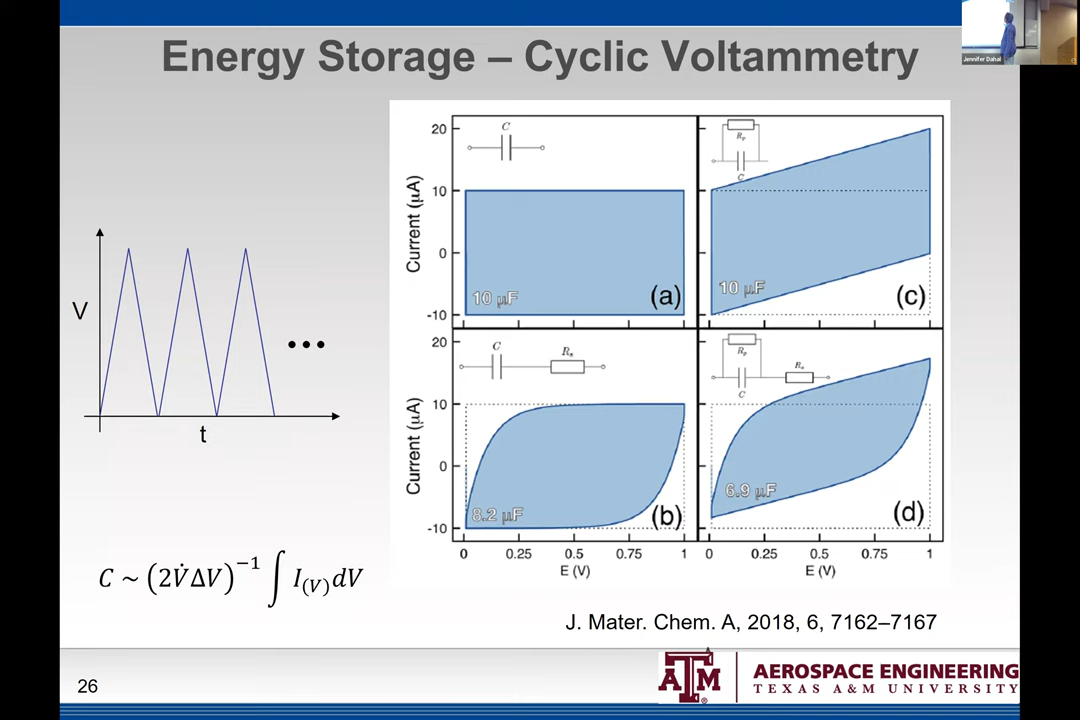 Energy Storage – Cyclic Voltammetry
Jennifer Dahal
V
t
C ~ (2V̇ΔV)⁻¹ ∫ I₍V₎dV
Current (µA)
20
10
0
-10
C
10 µF
(a)
Rp
C
10 µF
(c)
Current (µA)
20
10
0
-10
C
Rs
8.2 µF
(b)
Rp
C
Rs
6.9 µF
(d)
0 0.25 0.5 0.75 1
E (V)
0 0.25 0.5 0.75 1
E (V)
J. Mater. Chem. A, 2018, 6, 7162–7167
26
ATM
AEROSPACE ENGINEERING
TEXAS A&M UNIVERSITY